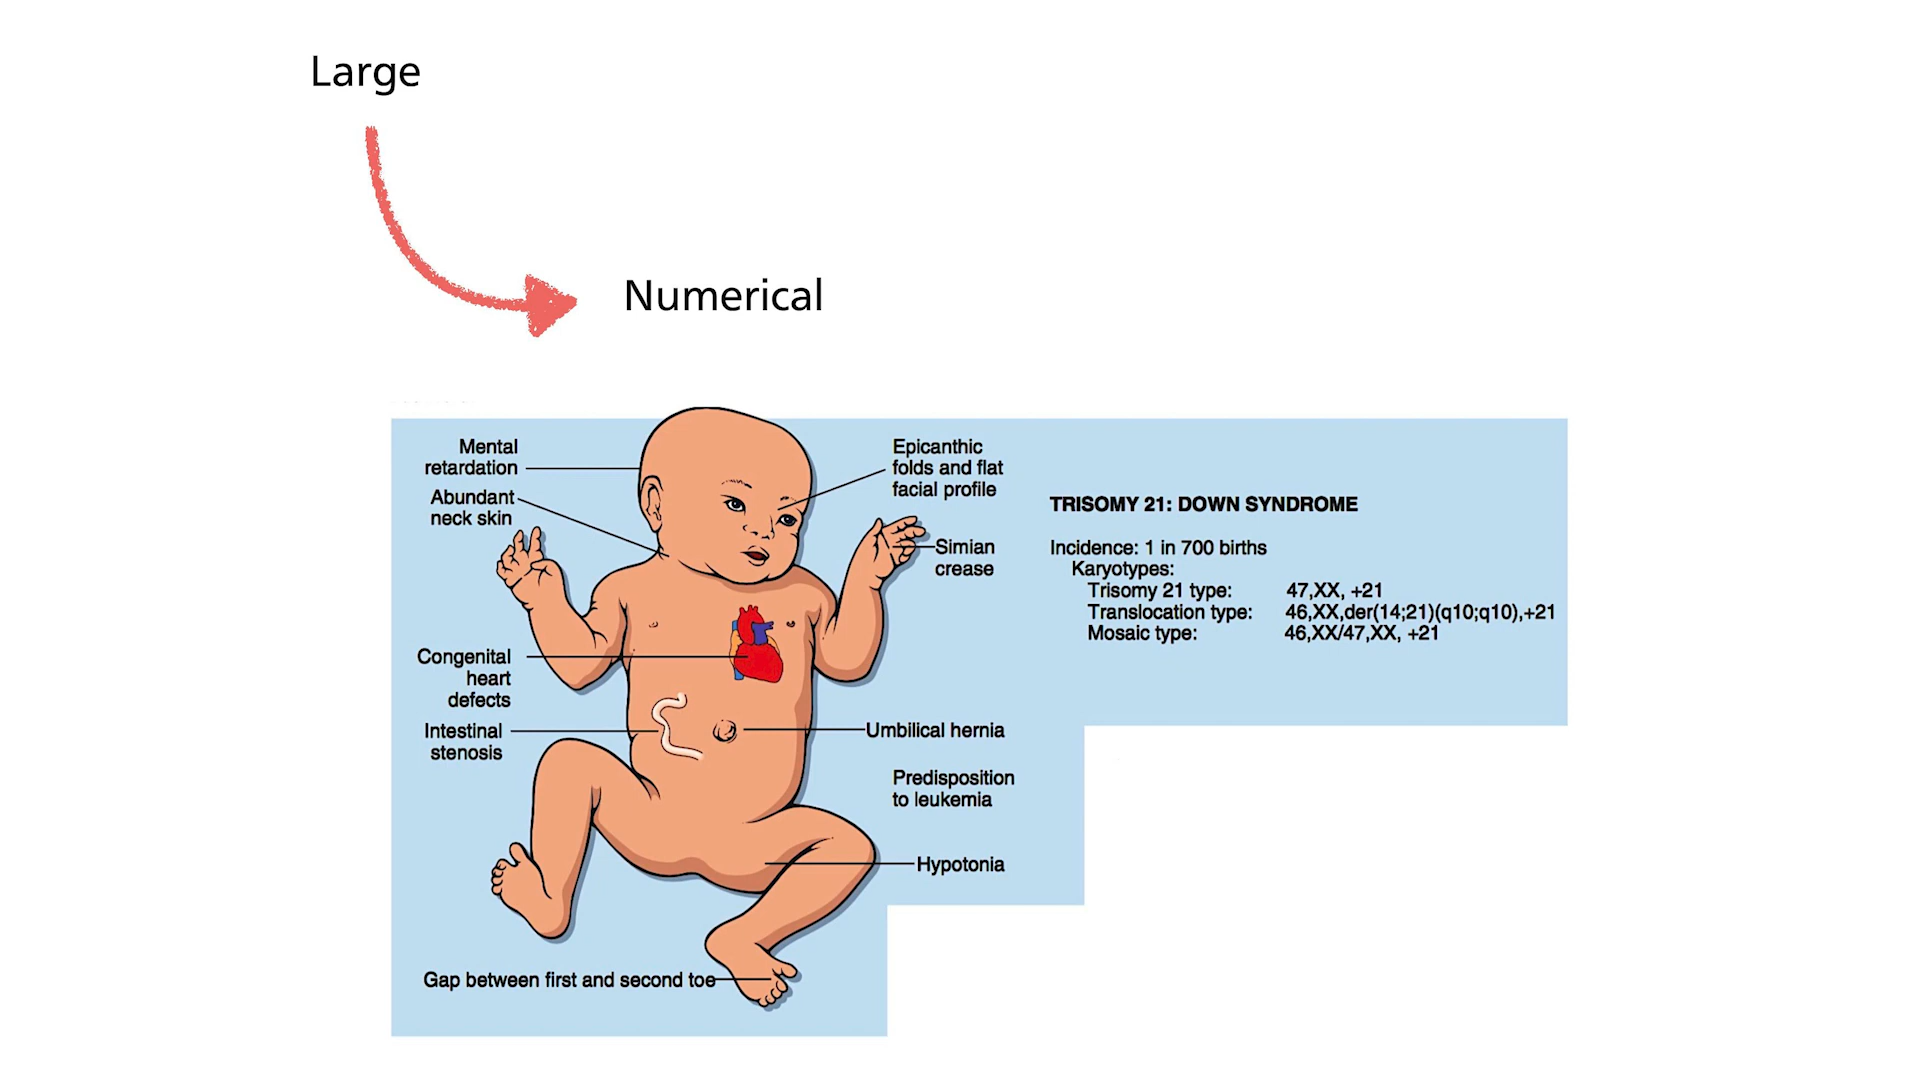 Large
Numerical
Mental
retardation
Abundant
neck skin
Congenital
heart
defects
Intestinal
stenosis
Gap between first and second toe
Epicanthic
folds and flat
facial profile
Simian
crease
Umbilical hernia
Predisposition
to leukemia
Hypotonia
TRISOMY 21: DOWN SYNDROME
Incidence: 1 in 700 births
Karyotypes:
Trisomy 21 type: 47,XX, +21
Translocation type: 46,XX,der(14;21)(q10;q10),+21
Mosaic type: 46,XX/47,XX, +21